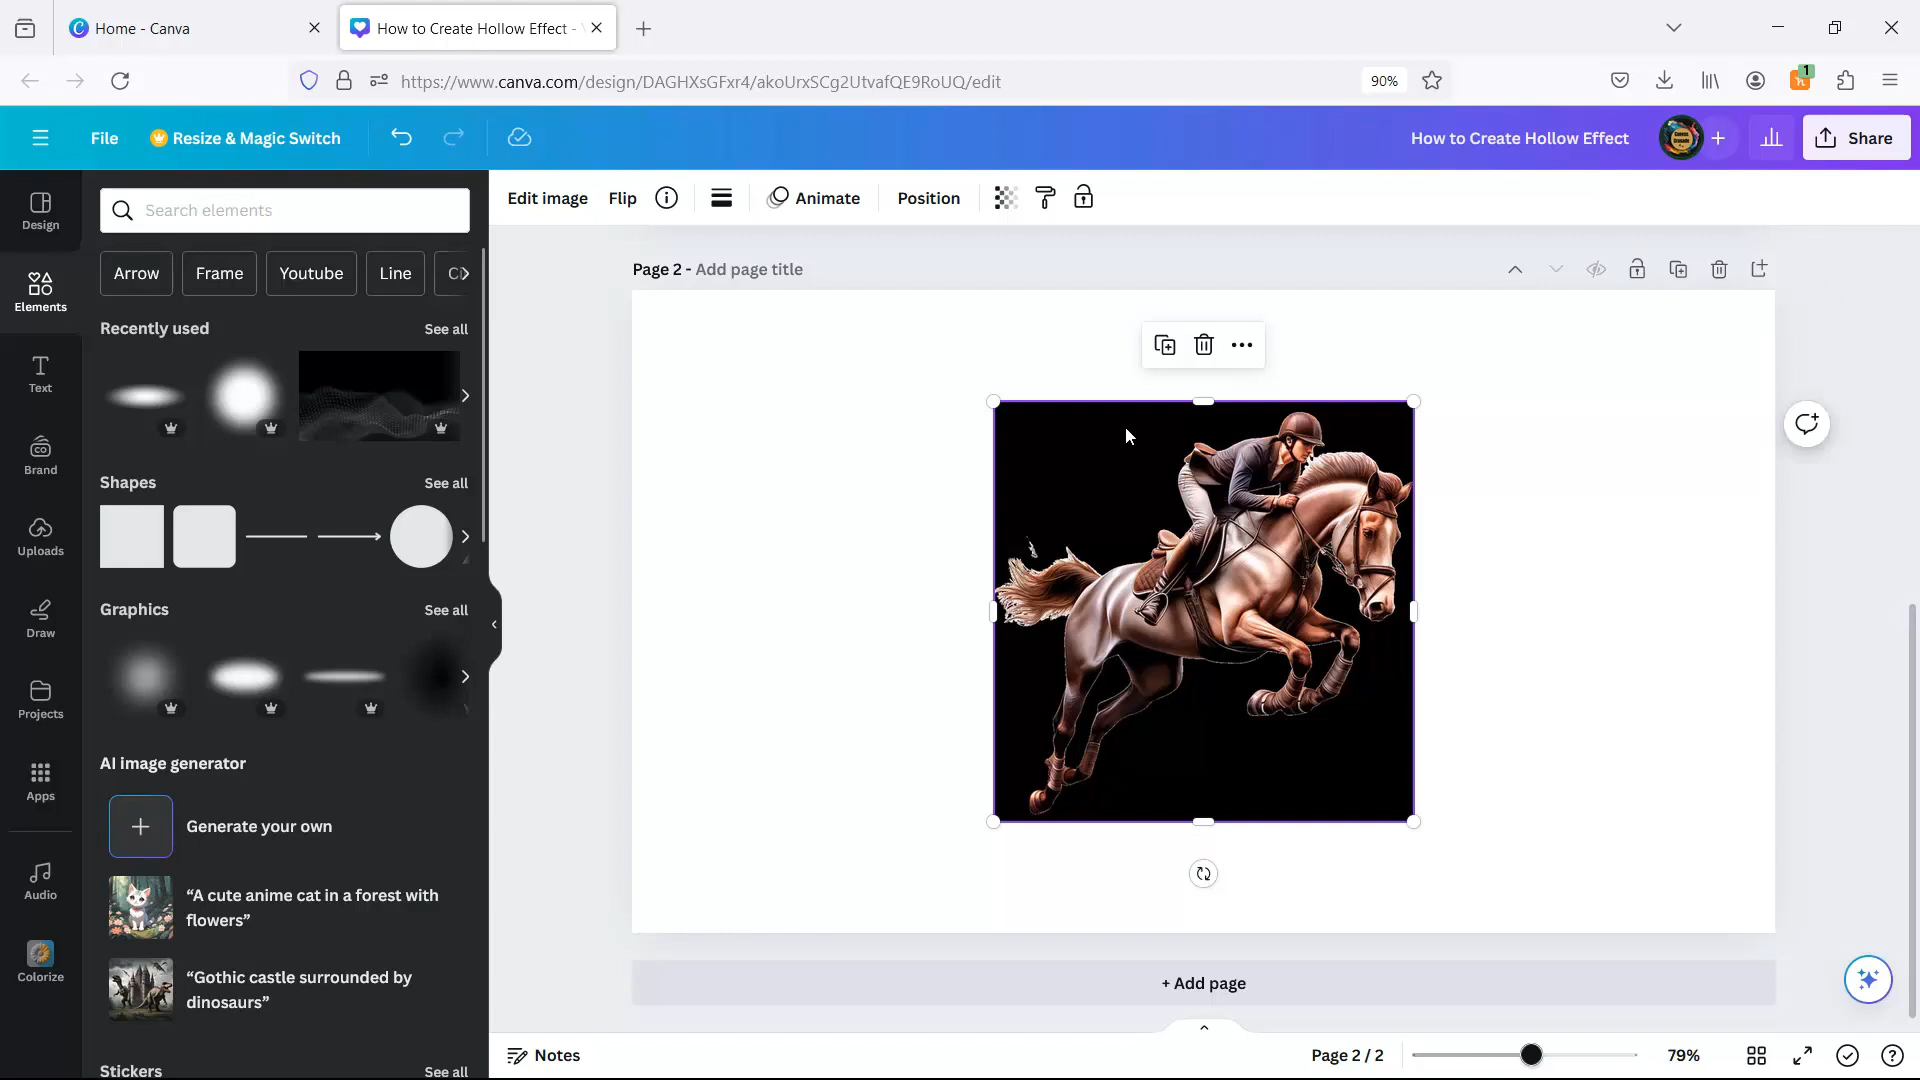 Home - Canva
How to Create Hollow Effect -
https://www.canva.com/design/DAGHXsGFxr4/akoUrxSCg2UtvafQE9RoUQ/edit
90%
1
File
Resize & Magic Switch
How to Create Hollow Effect
Share
Design
Elements
Text
Brand
Uploads
Draw
Projects
Apps
Audio
Colorize
Search elements
Arrow
Frame
Youtube
Line
Recently used
See all
Shapes
See all
Graphics
See all
AI image generator
Generate your own
“A cute anime cat in a forest with
flowers”
“Gothic castle surrounded by
dinosaurs”
Stickers
See all
Edit image
Flip
Animate
Position
Page 2 - Add page title
+ Add page
Notes
Page 2 / 2
79%